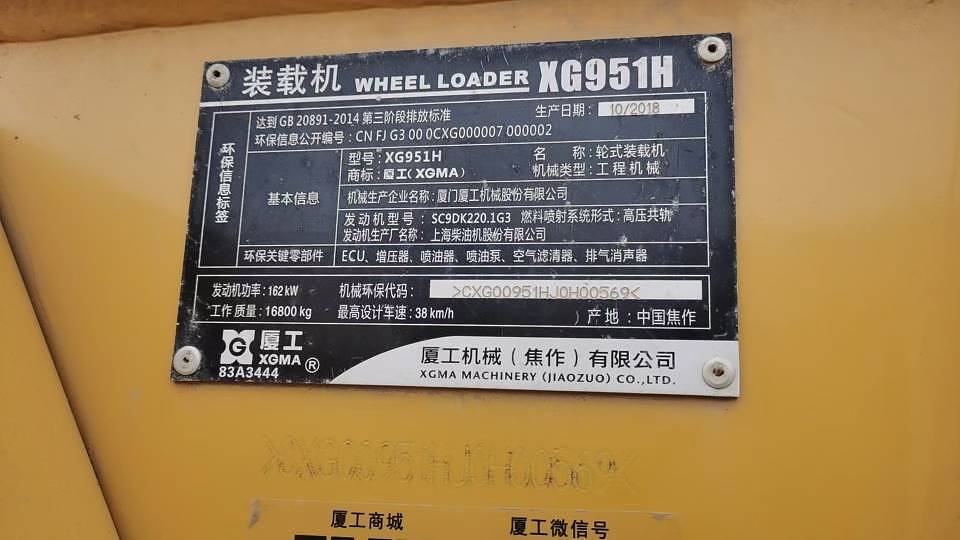 装载机 WHEEL LOADER XG951H
达到 GB 20891-2014 第三阶段排放标准 生产日期: 10/2018
环保信息公开编号: CN FJ G3 00 0CXG000007 000002
环保信息标签
基本信息
型号: XG951H 名 称: 轮式装载机
商标: 厦工(XGMA) 机械类型: 工程机械
机械生产企业名称: 厦门厦工机械股份有限公司
发动机型号: SC9DK220.1G3 燃料喷射系统形式: 高压共轨
发动机生产厂名称: 上海柴油机股份有限公司
环保关键零部件 ECU、增压器、喷油器、喷油泵、空气滤清器、排气消声器
发动机功率: 162 kW 机械环保代码: >CXG00951HJ0H00569<
工作质量: 16800 kg 最高设计车速: 38 km/h 产 地: 中国焦作
厦工
XGMA ®
83A3444
厦工机械(焦作)有限公司
XGMA MACHINERY (JIAOZUO) CO.,LTD.
厦工商城 厦工微信号